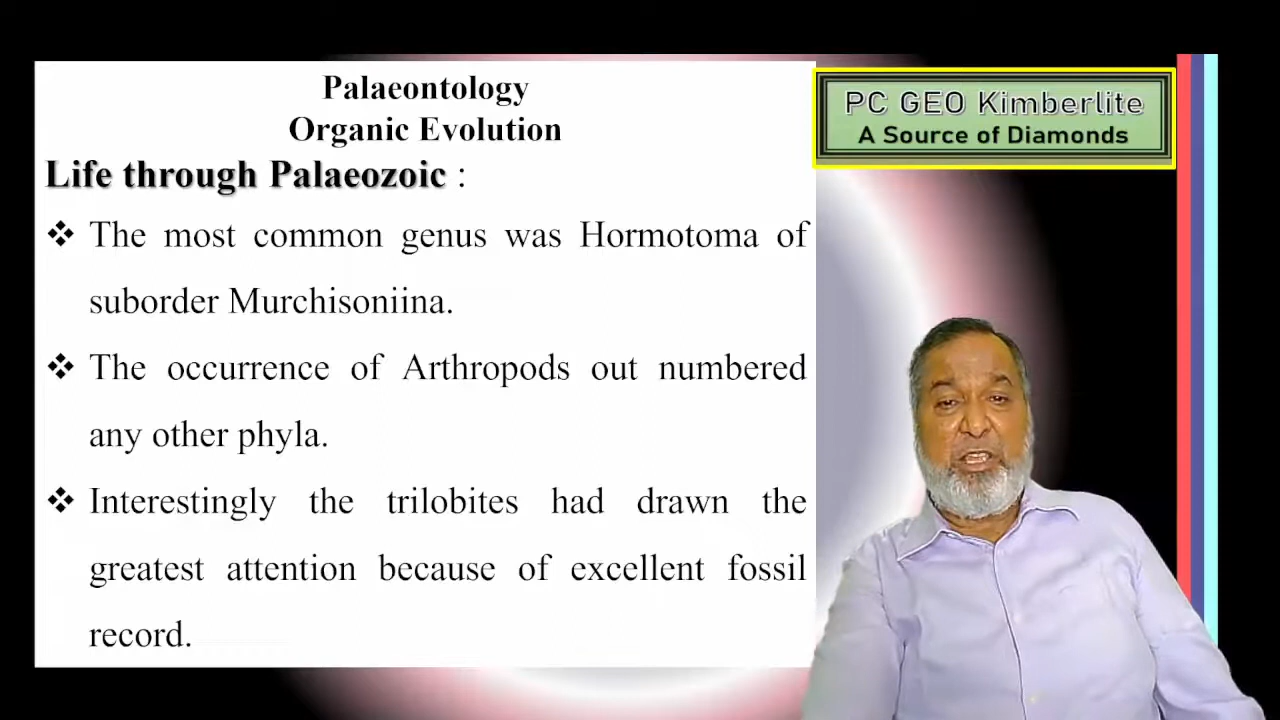 Palaeontology
Organic Evolution
Life through Palaeozoic :
❖ The most common genus was Hormotoma of
suborder Murchisoniina.
❖ The occurrence of Arthropods out numbered
any other phyla.
❖ Interestingly the trilobites had drawn the
greatest attention because of excellent fossil
record.
PC GEO Kimberlite
A Source of Diamonds